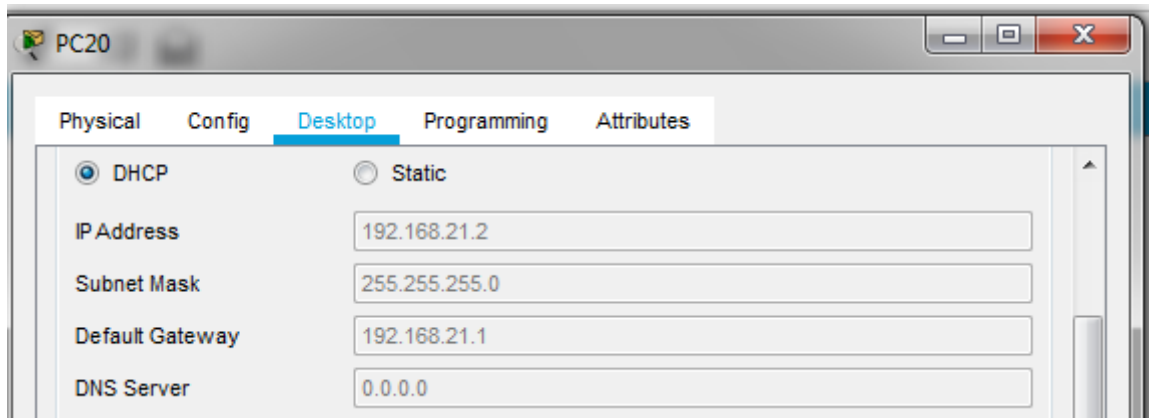 PC20
Physical Config Desktop Programming Attributes
DHCP Static
IP Address 192.168.21.2
Subnet Mask 255.255.255.0
Default Gateway 192.168.21.1
DNS Server 0.0.0.0